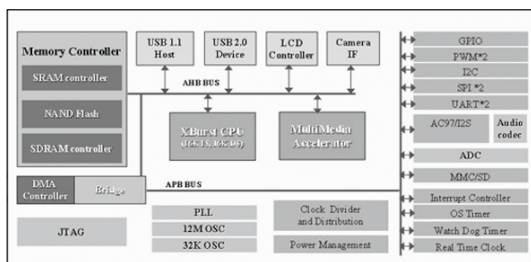 Memory Controller
SRAM controller
NAND Flash
SDRAM controller
USB 1.1
Host
USB 2.0
Device
LCD
Controller
Camera
IF
AHB BUS
XBurst CPU
MultiMedia
Accelerator
DMA
Controller
Bridge
APB BUS
JTAG
PLL
12M OSC
32K OSC
Clock Divider
and Distribution
Power Management
GPIO
PWM*2
I2C
SPI *2
UART*2
AC97/I2S
Audio
codec
ADC
MMC/SD
Interrupt Controller
OS Timer
Watch Dog Timer
Real Time Clock